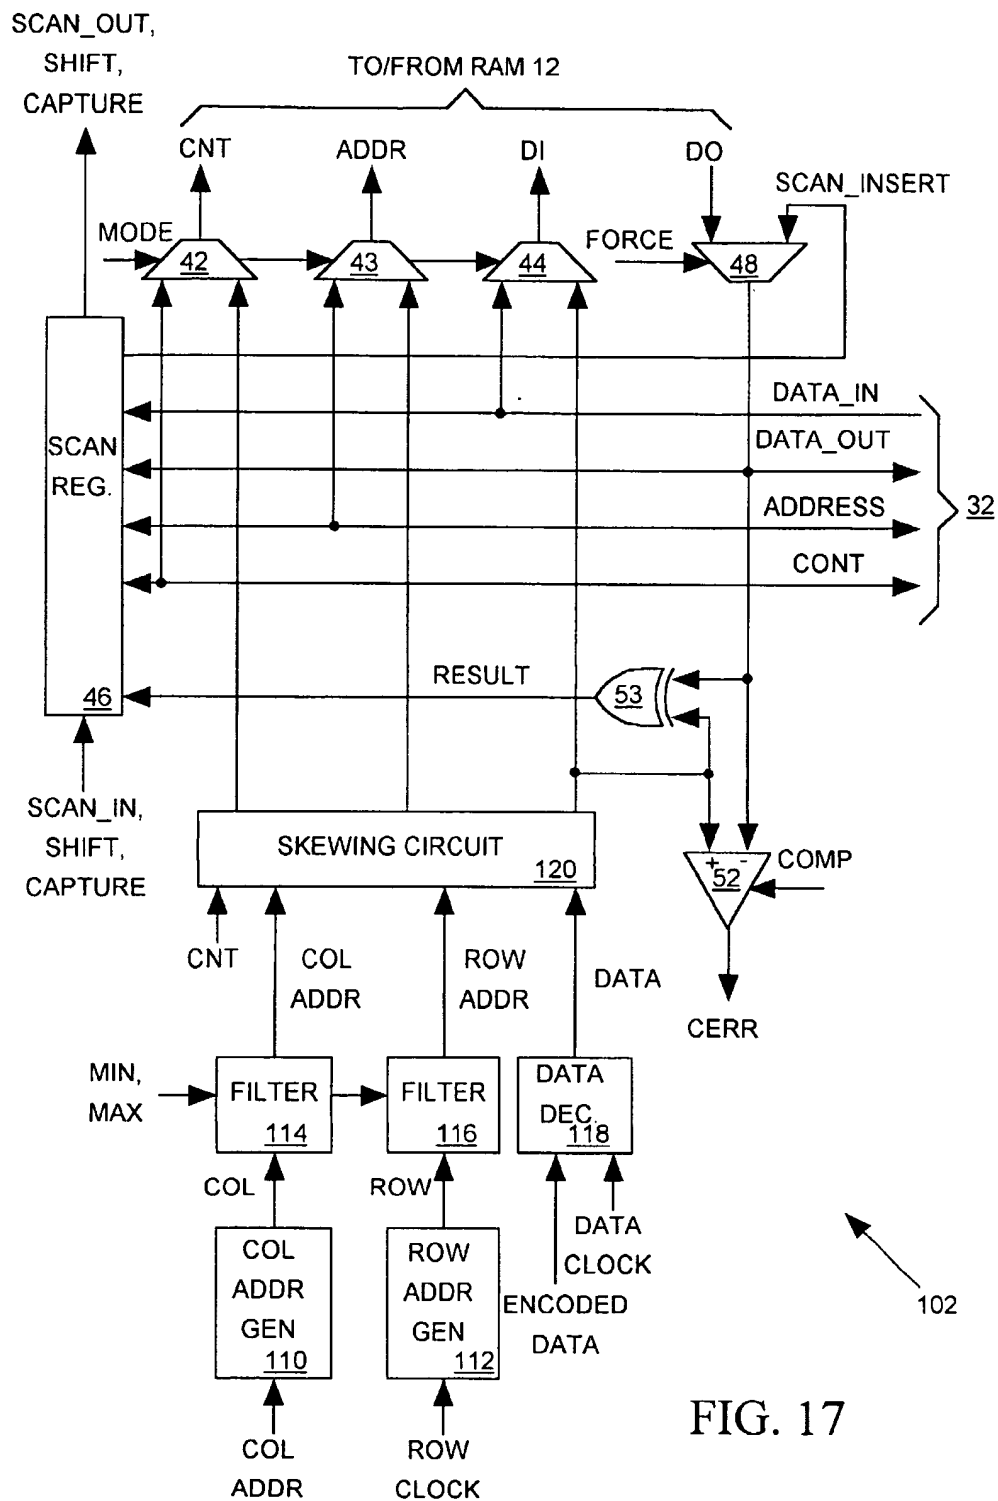 SCAN_OUT,
SHIFT,
CAPTURE
TO/FROM RAM 12
CNT
ADDR
DI
DO
SCAN_INSERT
MODE
42
43
44
FORCE
48
DATA_IN
SCAN
REG.
DATA_OUT
ADDRESS
32
CONT
RESULT
53
46
SCAN_IN,
SHIFT,
CAPTURE
SKEWING CIRCUIT
120
+ -
52
COMP
CNT
COL
ADDR
ROW
ADDR
DATA
CERR
MIN,
MAX
FILTER
114
FILTER
116
DATA
DEC.
118
COL
ROW
DATA
CLOCK
ENCODED
DATA
COL
ADDR
GEN
110
ROW
ADDR
GEN
112
102
COL
ADDR
ROW
CLOCK
FIG. 17